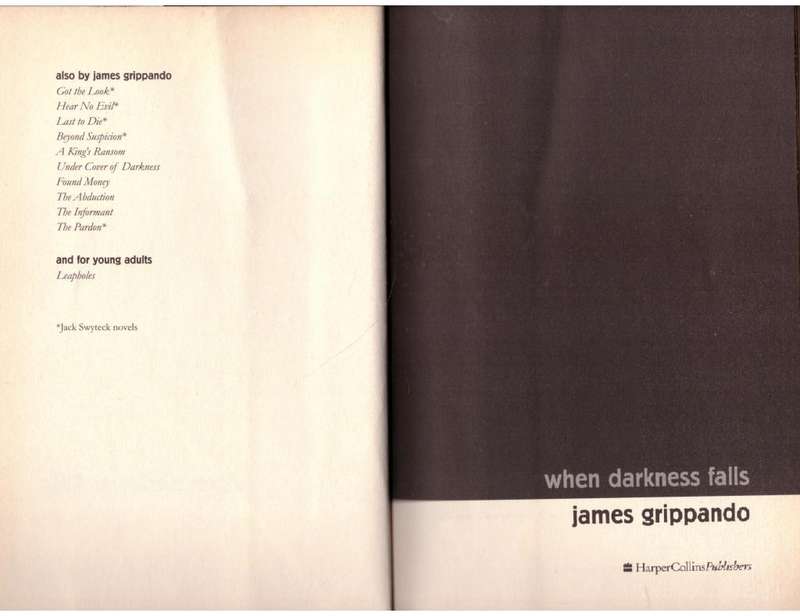 also by james grippando
Got the Look*
Hear No Evil*
Last to Die*
Beyond Suspicion*
A King's Ransom
Under Cover of Darkness
Found Money
The Abduction
The Informant
The Pardon*
and for young adults
Leapholes
*Jack Swyteck novels
when darkness falls
james grippando
HarperCollinsPublishers